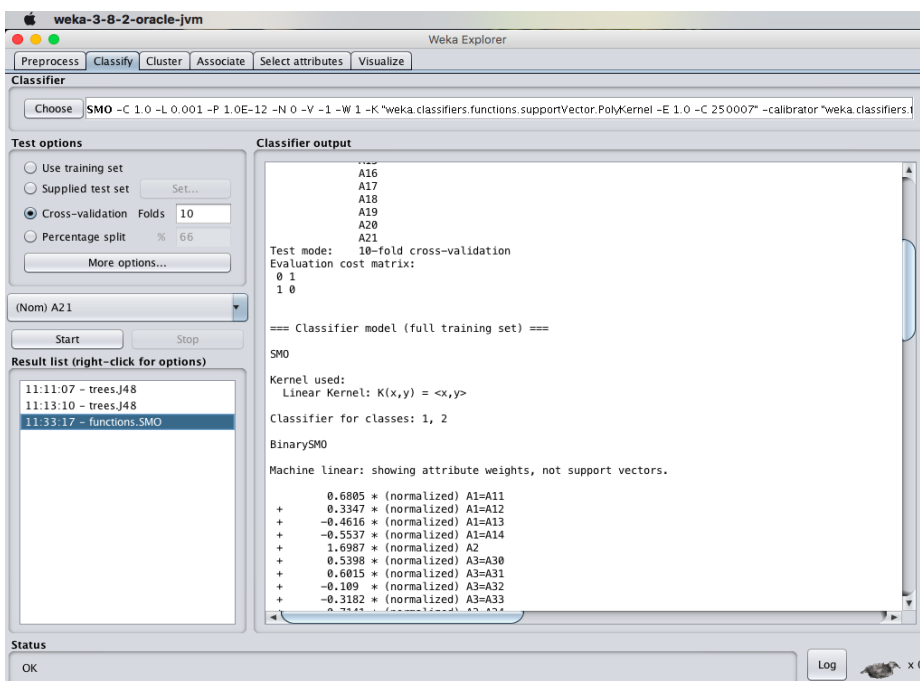 weka-3-8-2-oracle-jvm
Weka Explorer
Preprocess Classify Cluster Associate Select attributes Visualize
Classifier
Choose SMO -C 1.0 -L 0.001 -P 1.0E-12 -N 0 -V -1 -W 1 -K "weka.classifiers.functions.supportVector.PolyKernel -E 1.0 -C 250007" -calibrator "weka.classifiers.f
Test options
Use training set
Supplied test set Set...
Cross-validation Folds 10
Percentage split % 66
More options...
(Nom) A21
Start Stop
Result list (right-click for options)
11:11:07 - trees.J48
11:13:10 - trees.J48
11:33:17 - functions.SMO
Classifier output
A16
A17
A18
A19
A20
A21
Test mode: 10-fold cross-validation
Evaluation cost matrix:
0 1
1 0
=== Classifier model (full training set) ===
SMO
Kernel used:
Linear Kernel: K(x,y) = <x,y>
Classifier for classes: 1, 2
BinarySMO
Machine linear: showing attribute weights, not support vectors.
0.6805 * (normalized) A1=A11
+ 0.3347 * (normalized) A1=A12
+ -0.4616 * (normalized) A1=A13
+ -0.5537 * (normalized) A1=A14
+ 1.6987 * (normalized) A2
+ 0.5398 * (normalized) A3=A30
+ 0.6015 * (normalized) A3=A31
+ -0.109 * (normalized) A3=A32
+ -0.3182 * (normalized) A3=A33
Status
OK
Log
x 0